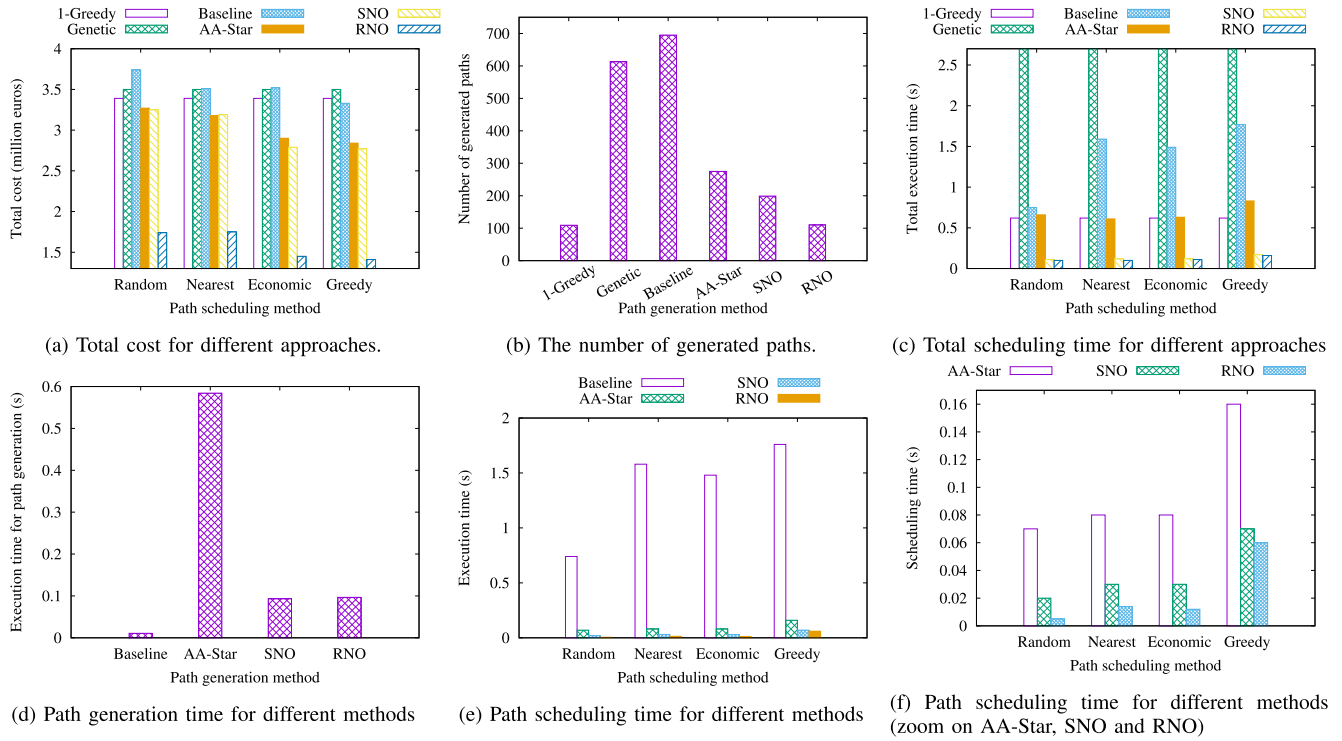 1-Greedy
Genetic
Baseline
AA-Star
SNO
RNO
Total cost (million euros)
4
3.5
3
2.5
2
1.5
Random Nearest Economic Greedy
Path scheduling method
(a) Total cost for different approaches.
Number of generated paths
700
600
500
400
300
200
100
0
1-Greedy Genetic Baseline AA-Star SNO RNO
Path generation method
(b) The number of generated paths.
1-Greedy
Genetic
Baseline
AA-Star
SNO
RNO
Total execution time (s)
2.5
2
1.5
1
0.5
0
Random Nearest Economic Greedy
Path scheduling method
(c) Total scheduling time for different approaches
Execution time for path generation (s)
0.6
0.5
0.4
0.3
0.2
0.1
0
Baseline AA-Star SNO RNO
Path generation method
(d) Path generation time for different methods
Baseline
AA-Star
SNO
RNO
Execution time (s)
2
1.5
1
0.5
0
Random Nearest Economic Greedy
Path scheduling method
(e) Path scheduling time for different methods
AA-Star
SNO
RNO
Secheduling time (s)
0.16
0.14
0.12
0.1
0.08
0.06
0.04
0.02
0
Random Nearest Economic Greedy
Path scheduling method
(f) Path scheduling time for different methods
(zoom on AA-Star, SNO and RNO)